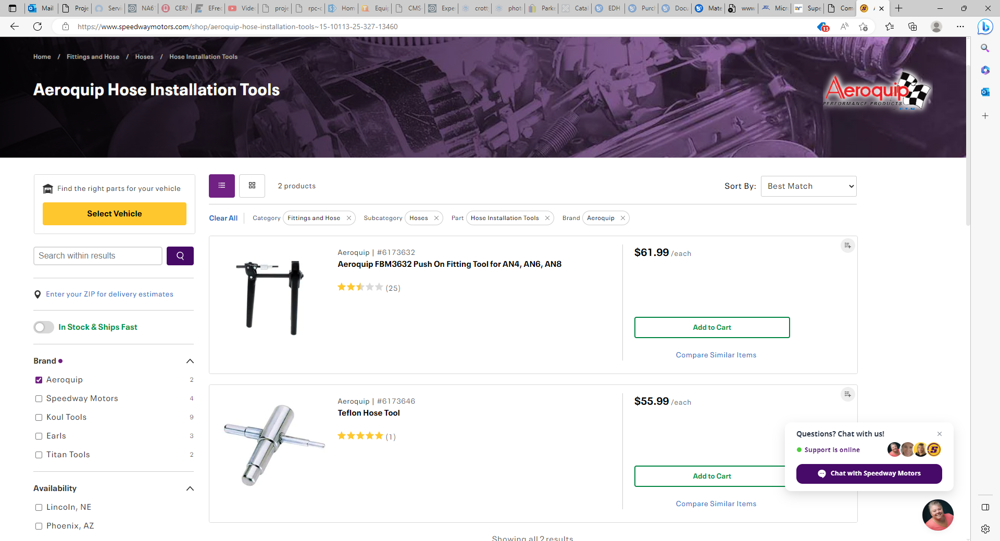 Mail
Proje
Servi
NA6
CERN
EFred
Video
proje
rpc-c
Hom
Equip
CMS-
Expe
crott
phot
Parke
Catal
EDH
Purch
Docu
Mate
www
Micr
Supe
Com
https://www.speedwaymotors.com/shop/aeroquip-hose-installation-tools~15-10113-25-327-13460
13
Home / Fittings and Hose / Hoses / Hose Installation Tools
Aeroquip Hose Installation Tools
Aeroquip
PERFORMANCE PRODUCTS
Find the right parts for your vehicle
Select Vehicle
Search within results
Enter your ZIP for delivery estimates
In Stock & Ships Fast
Brand
Aeroquip 2
Speedway Motors 4
Koul Tools 9
Earls 3
Titan Tools 2
Availability
Lincoln, NE
Phoenix, AZ
2 products
Sort By: Best Match
Clear All Category Fittings and Hose Subcategory Hoses Part Hose Installation Tools Brand Aeroquip
Aeroquip | #6173632
Aeroquip FBM3632 Push On Fitting Tool for AN4, AN6, AN8
(25)
$61.99 /each
Add to Cart
Compare Similar Items
Aeroquip | #6173646
Teflon Hose Tool
(1)
$55.99 /each
Add to Cart
Compare Similar Items
Showing all 2 results
Questions? Chat with us!
Support is online
Chat with Speedway Motors